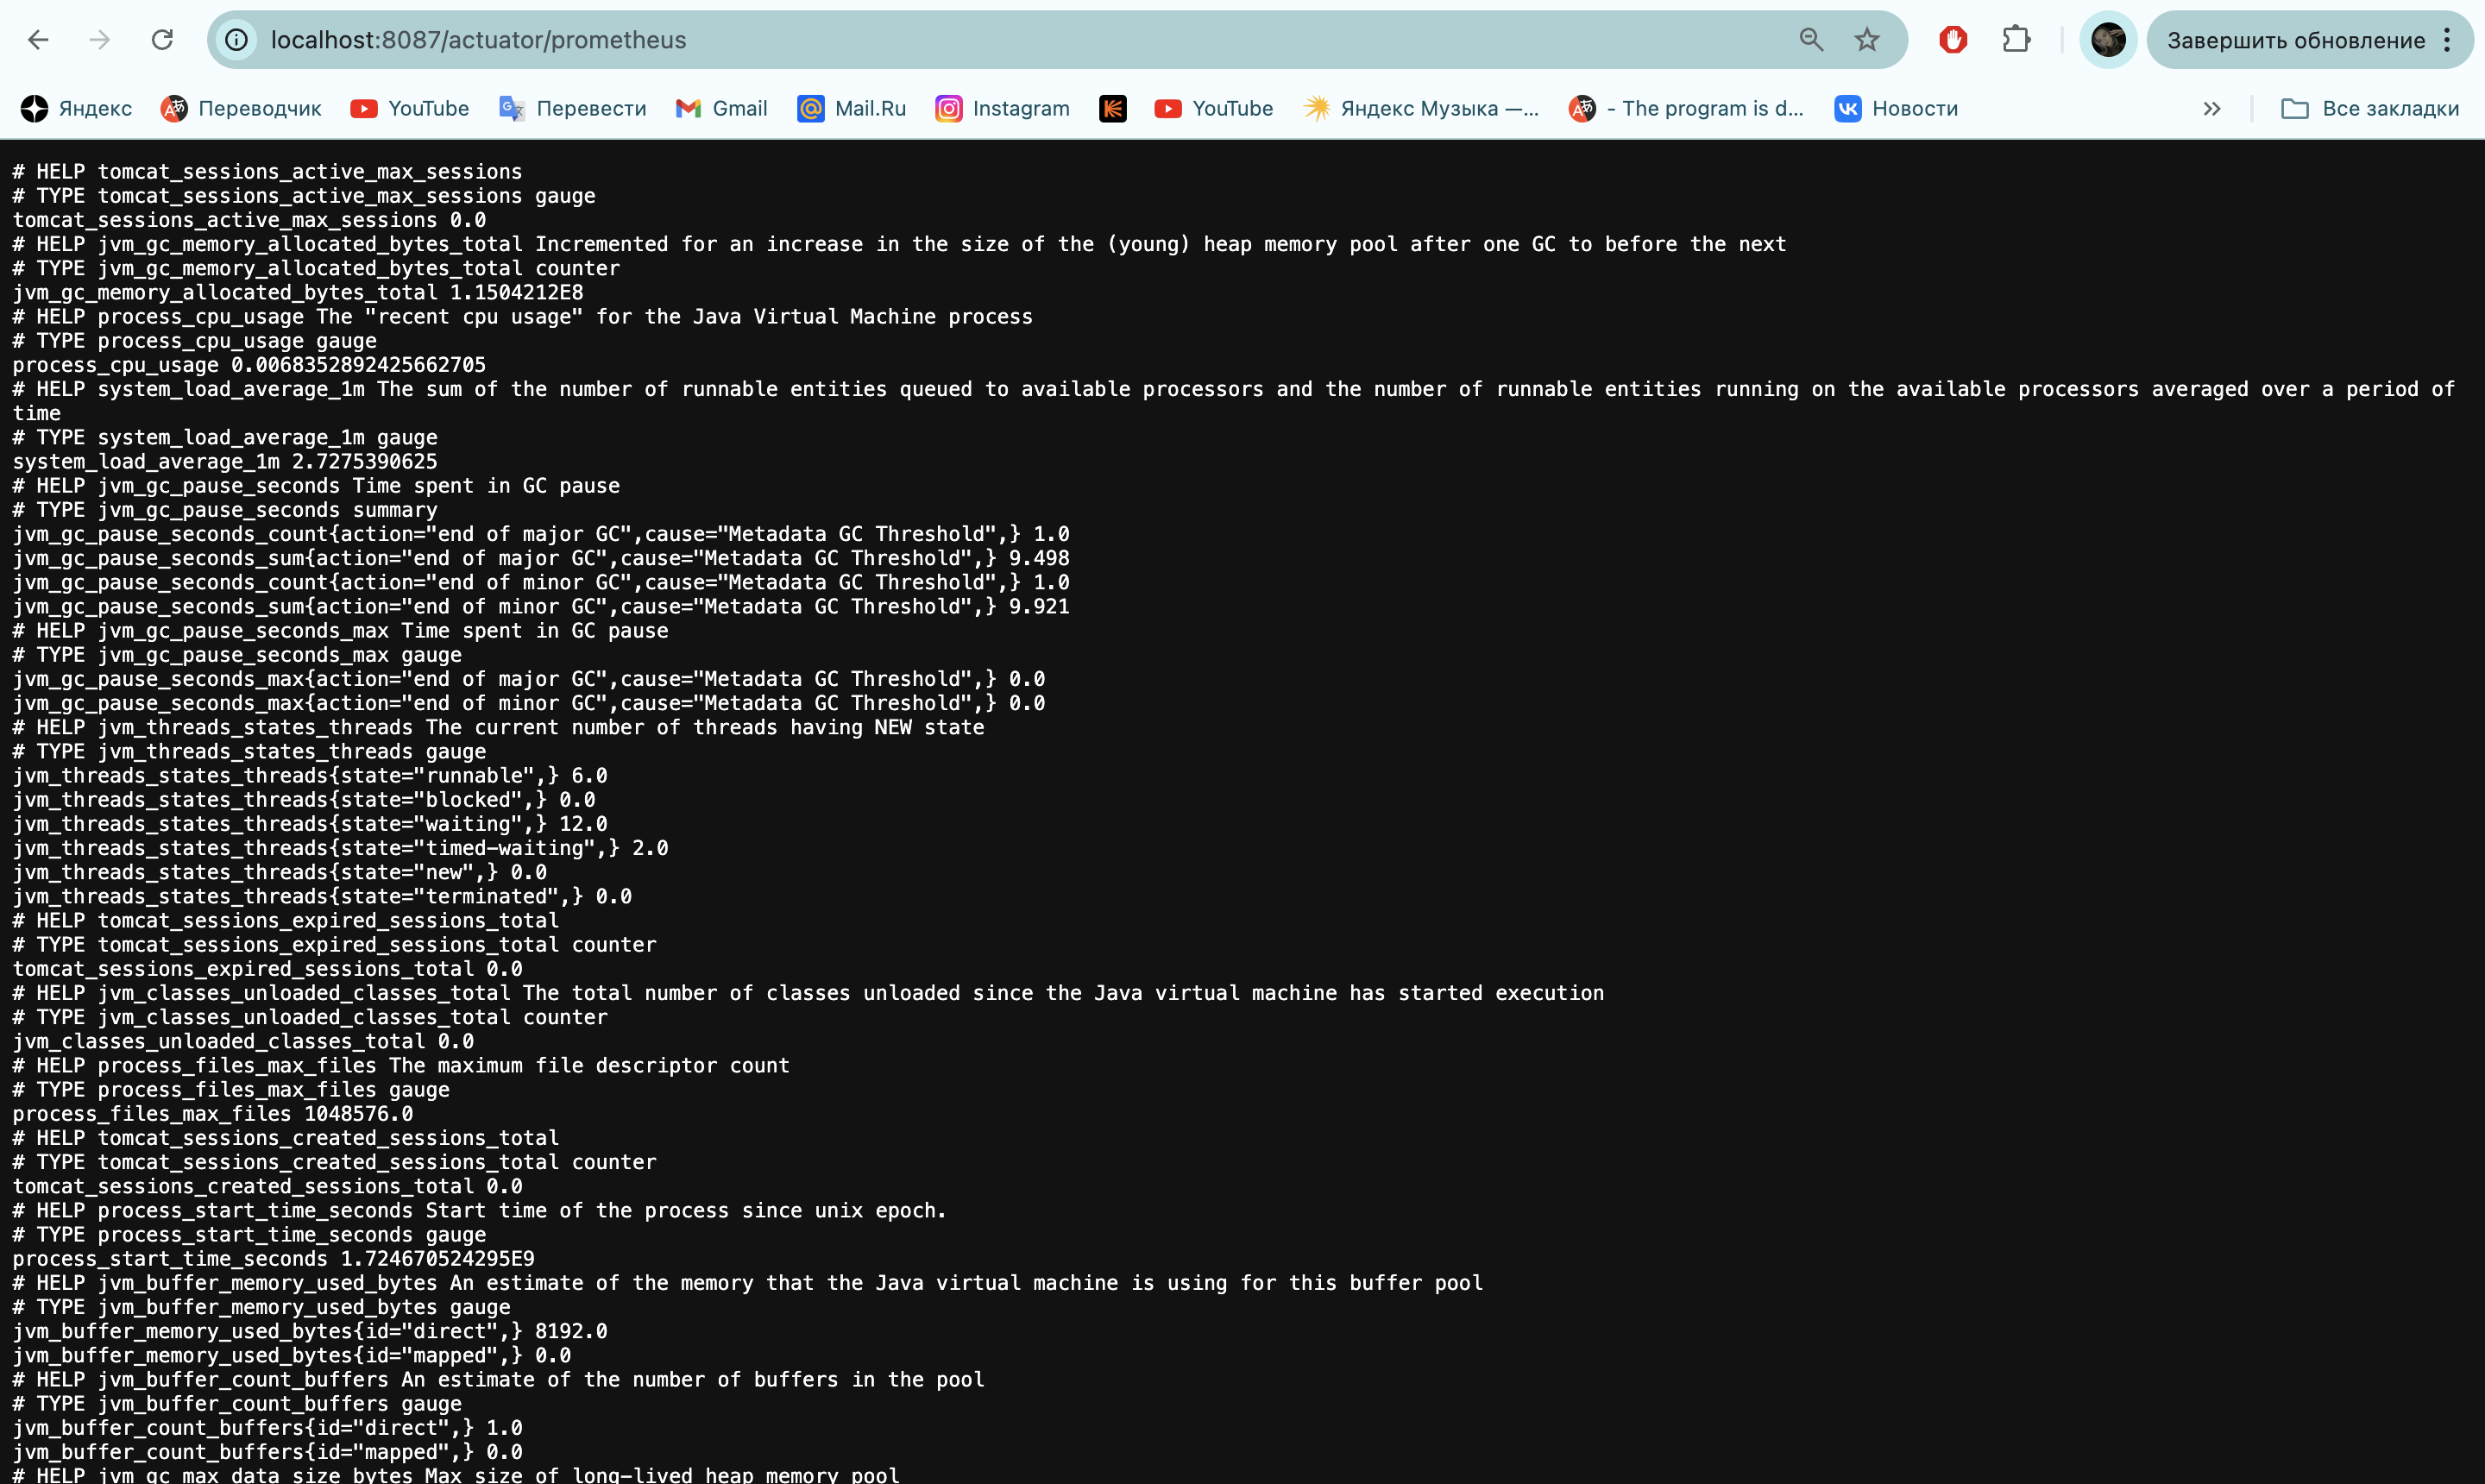 localhost:8087/actuator/prometheus
Завершить обновление
Яндекс Переводчик YouTube Перевести Gmail Mail.Ru Instagram YouTube Яндекс Музыка —... - The program is d... Новости Все закладки
# HELP tomcat_sessions_active_max_sessions
# TYPE tomcat_sessions_active_max_sessions gauge
tomcat_sessions_active_max_sessions 0.0
# HELP jvm_gc_memory_allocated_bytes_total Incremented for an increase in the size of the (young) heap memory pool after one GC to before the next
# TYPE jvm_gc_memory_allocated_bytes_total counter
jvm_gc_memory_allocated_bytes_total 1.1504212E8
# HELP process_cpu_usage The "recent cpu usage" for the Java Virtual Machine process
# TYPE process_cpu_usage gauge
process_cpu_usage 0.0068352892425662705
# HELP system_load_average_1m The sum of the number of runnable entities queued to available processors and the number of runnable entities running on the available processors averaged over a period of
time
# TYPE system_load_average_1m gauge
system_load_average_1m 2.7275390625
# HELP jvm_gc_pause_seconds Time spent in GC pause
# TYPE jvm_gc_pause_seconds summary
jvm_gc_pause_seconds_count{action="end of major GC",cause="Metadata GC Threshold",} 1.0
jvm_gc_pause_seconds_sum{action="end of major GC",cause="Metadata GC Threshold",} 9.498
jvm_gc_pause_seconds_count{action="end of minor GC",cause="Metadata GC Threshold",} 1.0
jvm_gc_pause_seconds_sum{action="end of minor GC",cause="Metadata GC Threshold",} 9.921
# HELP jvm_gc_pause_seconds_max Time spent in GC pause
# TYPE jvm_gc_pause_seconds_max gauge
jvm_gc_pause_seconds_max{action="end of major GC",cause="Metadata GC Threshold",} 0.0
jvm_gc_pause_seconds_max{action="end of minor GC",cause="Metadata GC Threshold",} 0.0
# HELP jvm_threads_states_threads The current number of threads having NEW state
# TYPE jvm_threads_states_threads gauge
jvm_threads_states_threads{state="runnable",} 6.0
jvm_threads_states_threads{state="blocked",} 0.0
jvm_threads_states_threads{state="waiting",} 12.0
jvm_threads_states_threads{state="timed-waiting",} 2.0
jvm_threads_states_threads{state="new",} 0.0
jvm_threads_states_threads{state="terminated",} 0.0
# HELP tomcat_sessions_expired_sessions_total
# TYPE tomcat_sessions_expired_sessions_total counter
tomcat_sessions_expired_sessions_total 0.0
# HELP jvm_classes_unloaded_classes_total The total number of classes unloaded since the Java virtual machine has started execution
# TYPE jvm_classes_unloaded_classes_total counter
jvm_classes_unloaded_classes_total 0.0
# HELP process_files_max_files The maximum file descriptor count
# TYPE process_files_max_files gauge
process_files_max_files 1048576.0
# HELP tomcat_sessions_created_sessions_total
# TYPE tomcat_sessions_created_sessions_total counter
tomcat_sessions_created_sessions_total 0.0
# HELP process_start_time_seconds Start time of the process since unix epoch.
# TYPE process_start_time_seconds gauge
process_start_time_seconds 1.724670524295E9
# HELP jvm_buffer_memory_used_bytes An estimate of the memory that the Java virtual machine is using for this buffer pool
# TYPE jvm_buffer_memory_used_bytes gauge
jvm_buffer_memory_used_bytes{id="direct",} 8192.0
jvm_buffer_memory_used_bytes{id="mapped",} 0.0
# HELP jvm_buffer_count_buffers An estimate of the number of buffers in the pool
# TYPE jvm_buffer_count_buffers gauge
jvm_buffer_count_buffers{id="direct",} 1.0
jvm_buffer_count_buffers{id="mapped",} 0.0
# HELP jvm_gc_max_data_size_bytes Max size of long-lived heap memory pool